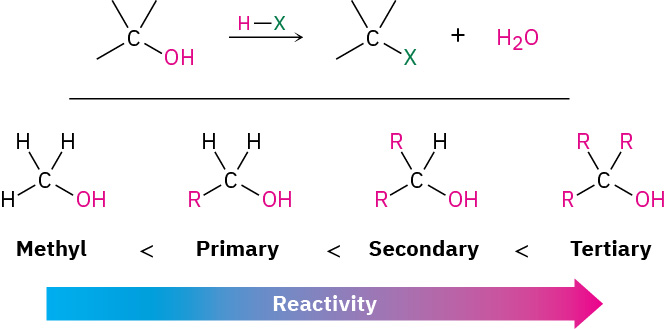 H—X
C OH C X + H₂O
H H H H R H R R
H C OH R C OH R C OH R C OH
Methyl < Primary < Secondary < Tertiary
Reactivity